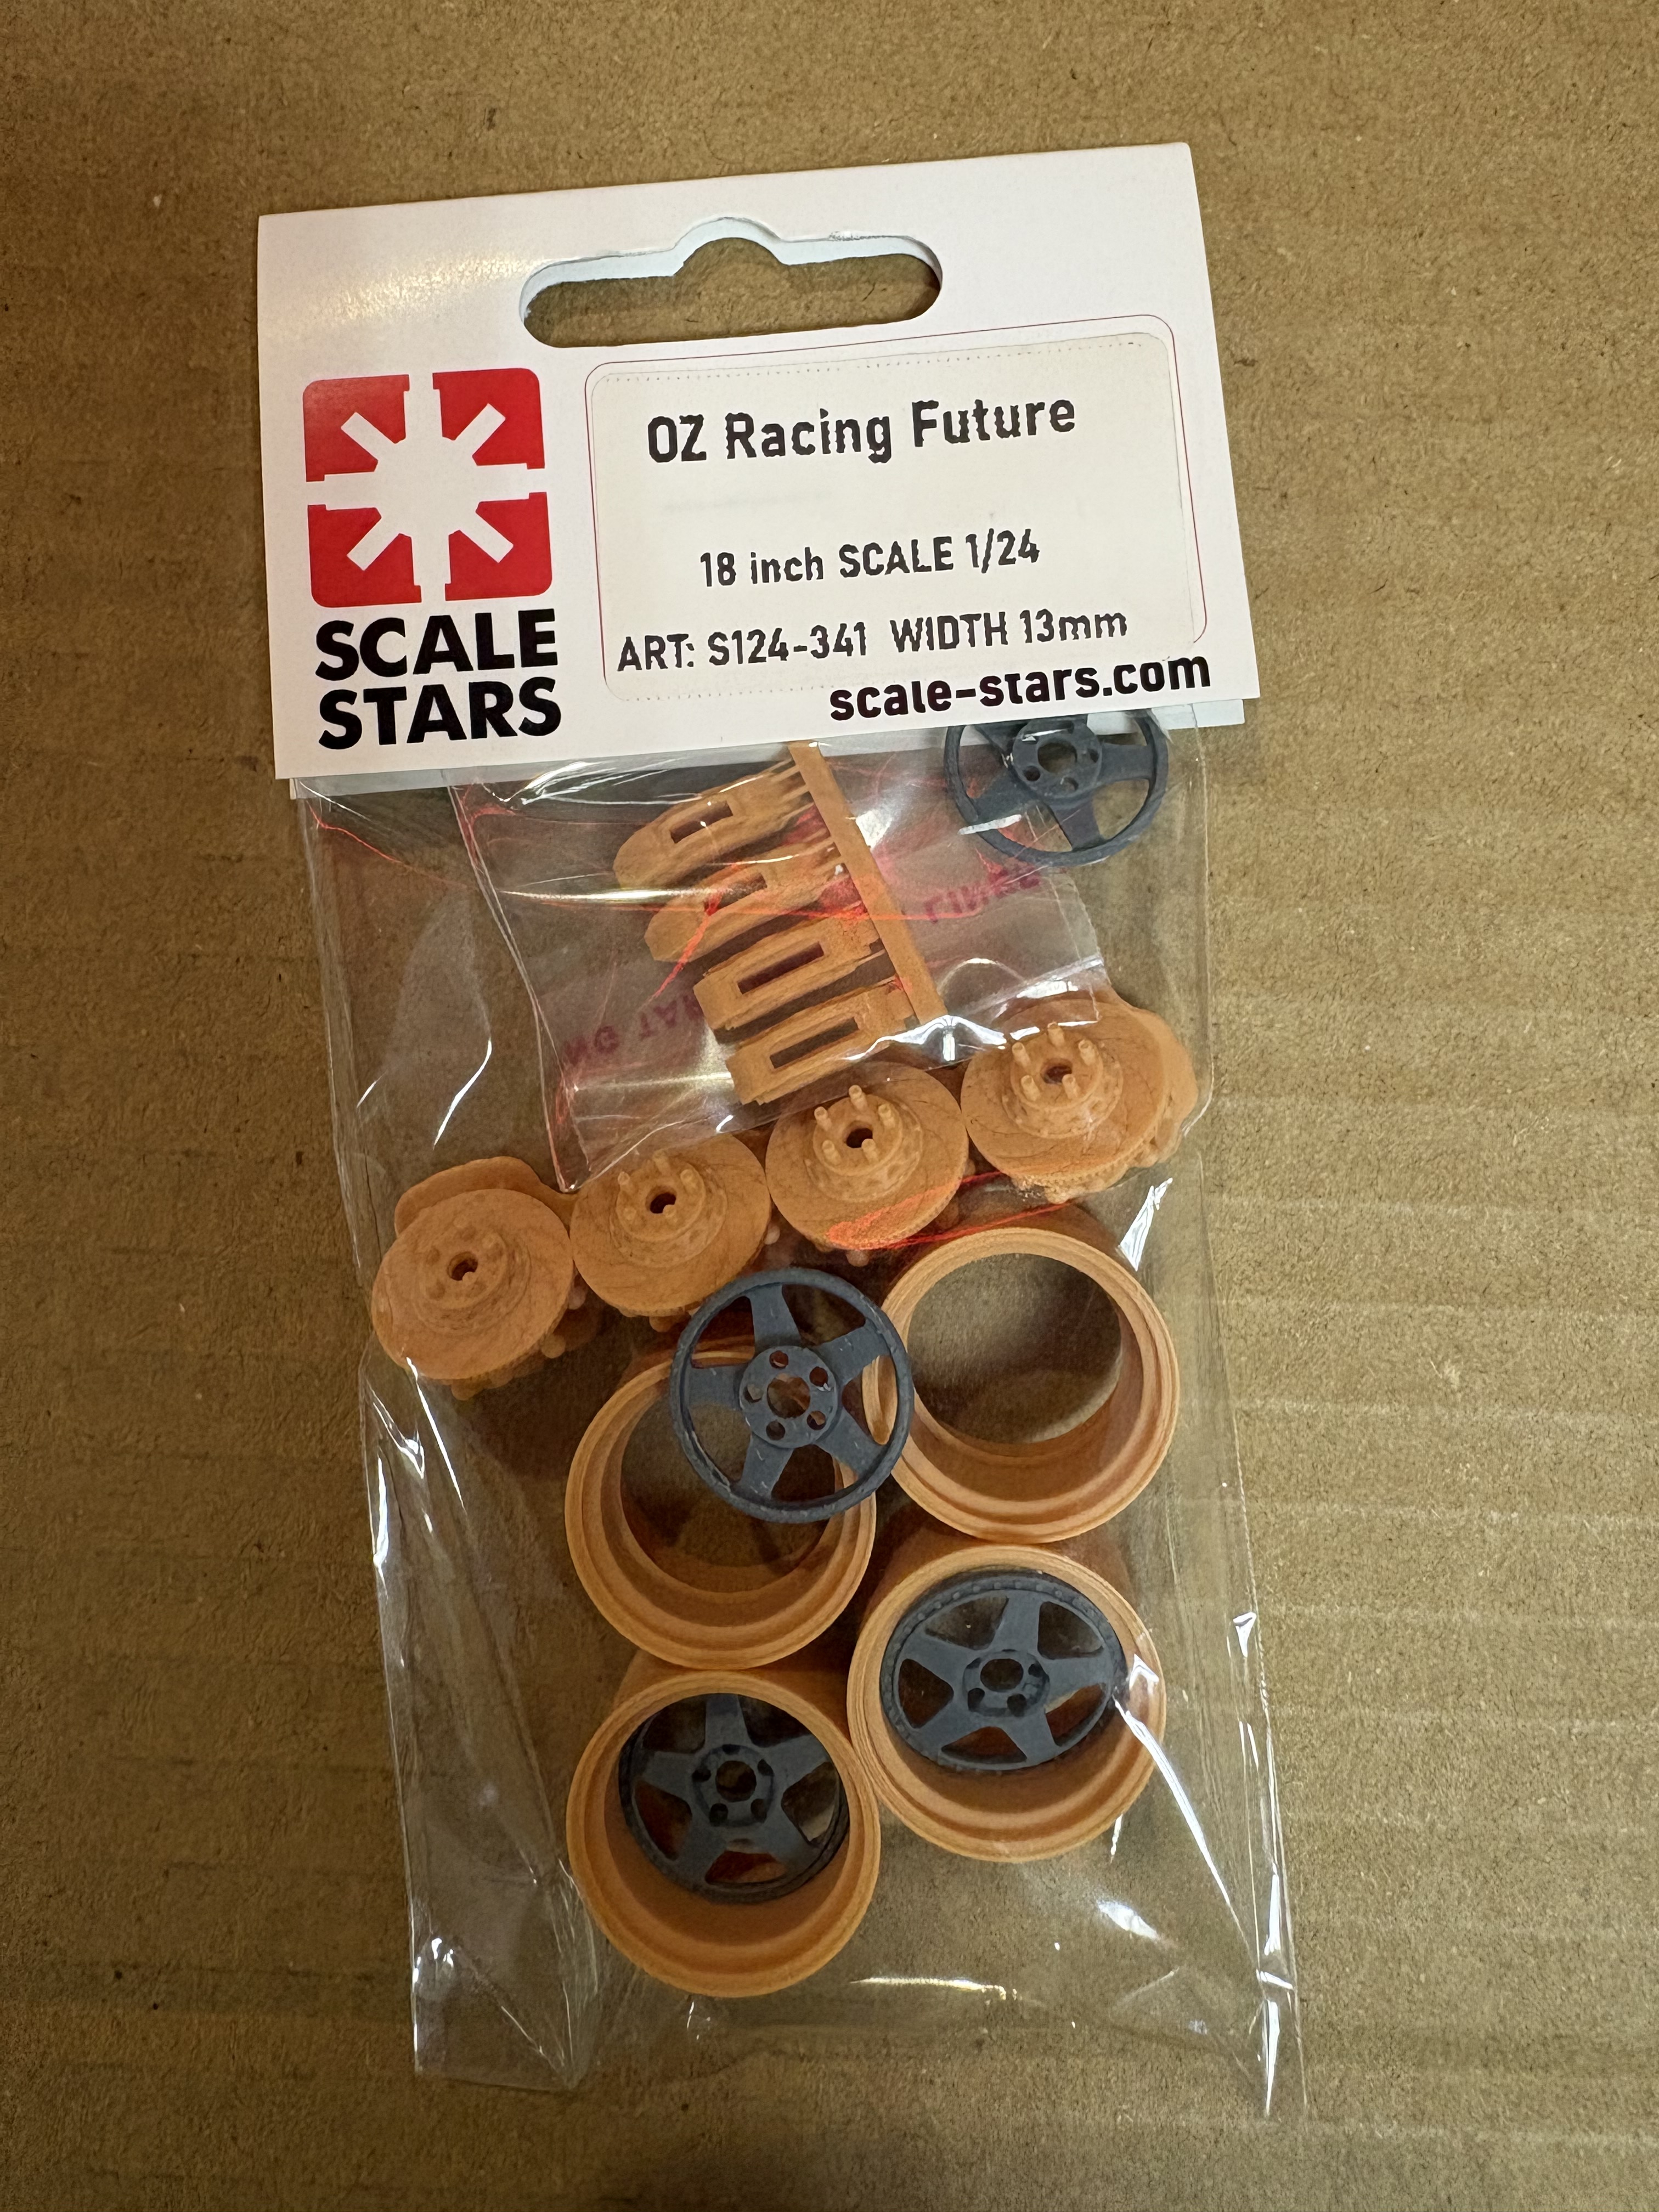 OZ Racing Future
18 inch SCALE 1/24
ART: S124-341 WIDTH 13mm
scale-stars.com
SCALE
STARS